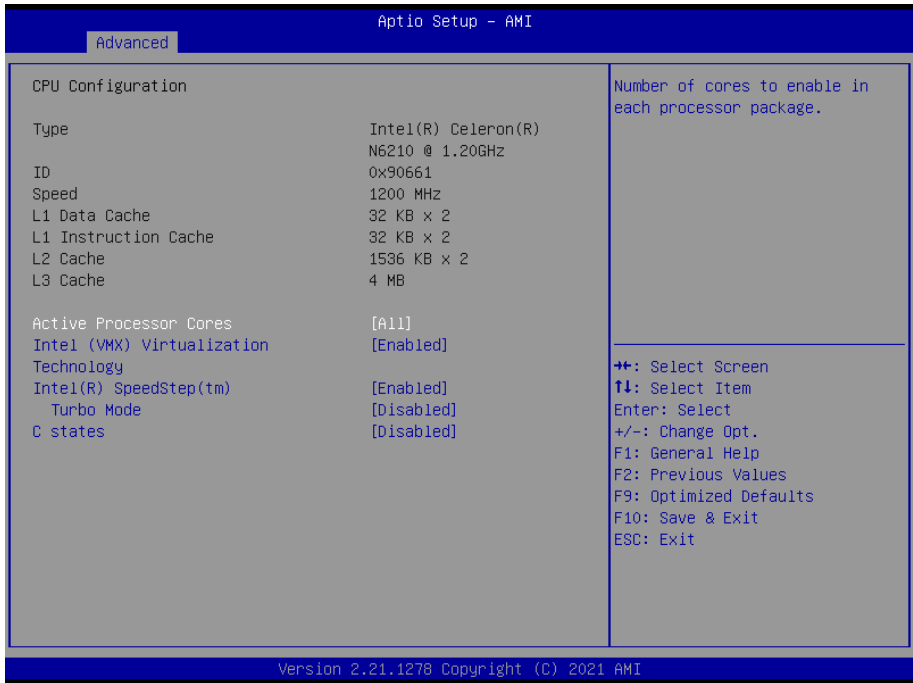 Aptio Setup – AMI
Advanced
CPU Configuration
Type Intel(R) Celeron(R)
N6210 @ 1.20GHz
ID 0x90661
Speed 1200 MHz
L1 Data Cache 32 KB x 2
L1 Instruction Cache 32 KB x 2
L2 Cache 1536 KB x 2
L3 Cache 4 MB
Active Processor Cores [All]
Intel (VMX) Virtualization [Enabled]
Technology
Intel(R) SpeedStep(tm) [Enabled]
Turbo Mode [Disabled]
C states [Disabled]
Number of cores to enable in
each processor package.
→←: Select Screen
↑↓: Select Item
Enter: Select
+/-: Change Opt.
F1: General Help
F2: Previous Values
F9: Optimized Defaults
F10: Save & Exit
ESC: Exit
Version 2.21.1278 Copyright (C) 2021 AMI